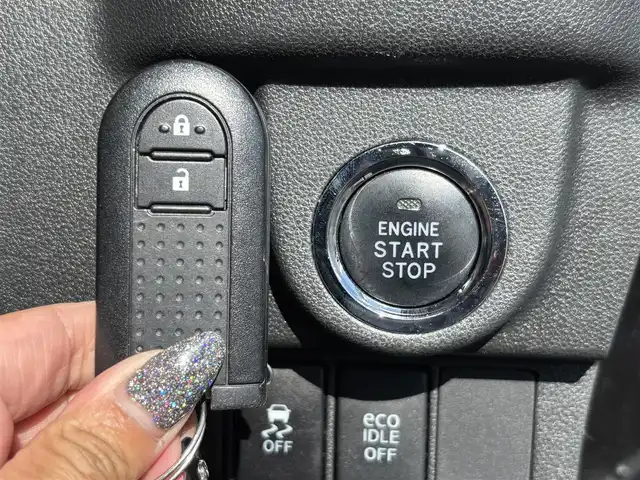 ENGINE
START
STOP
OFF
eco
IDLE
OFF